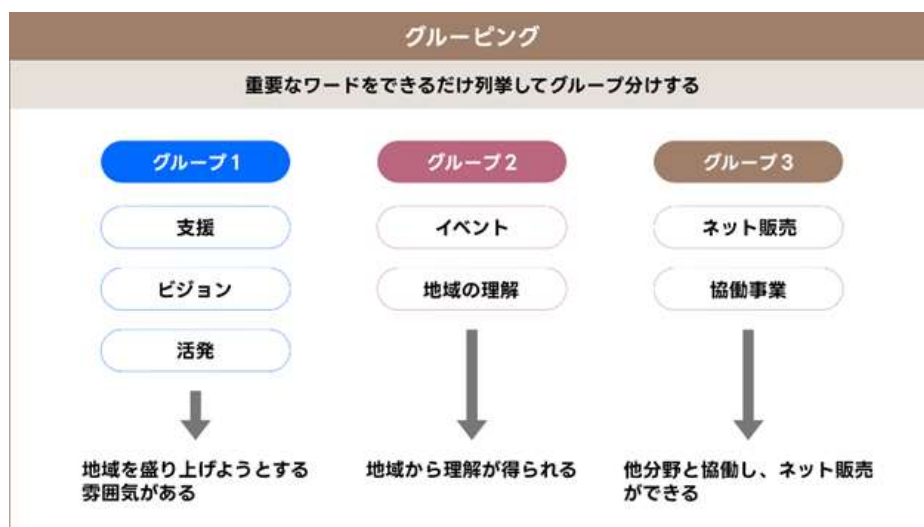 グルーピング
重要なワードをできるだけ列挙してグループ分けする
グループ1
グループ2
グループ3
支援
イベント
ネット販売
ビジョン
地域の理解
協働事業
活発
地域を盛り上げようとする
雰囲気がある
地域から理解が得られる
他分野と協働し、ネット販売
ができる